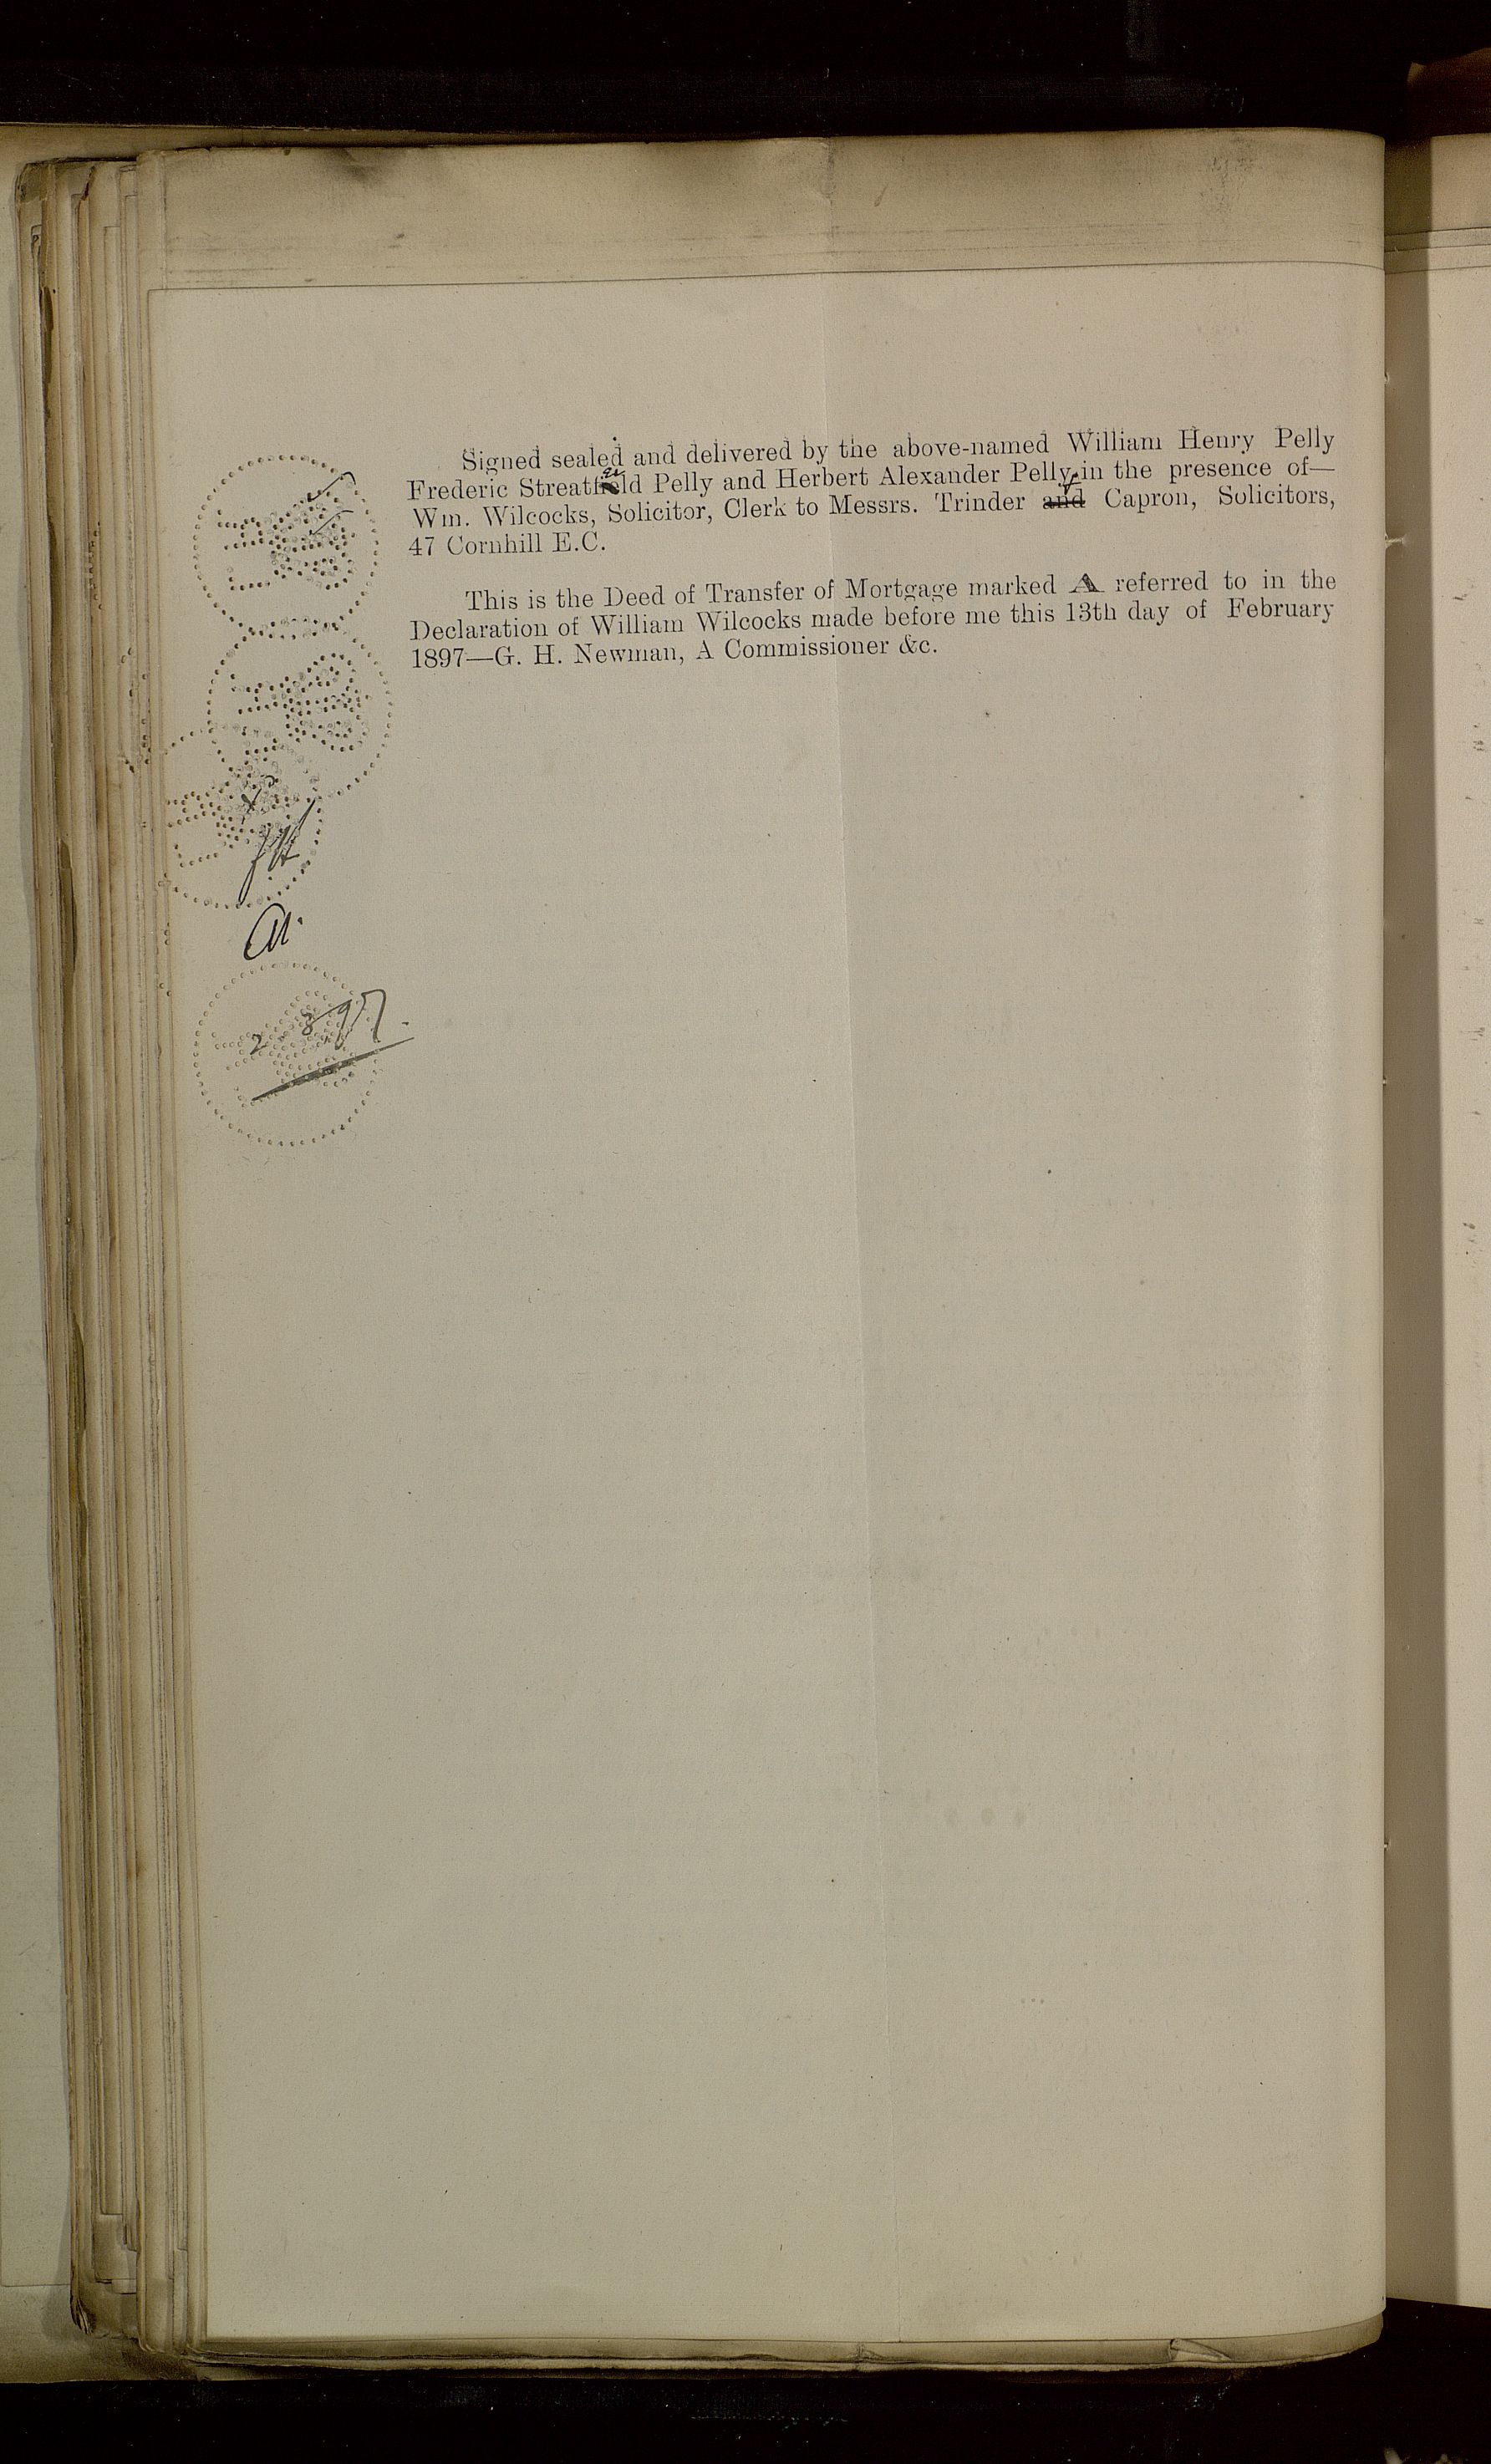 Signed sealed and delivered by the above-named William Henry Pelly
Frederic Streatfeild Pelly and Herbert Alexander Pelly in the presence of—
Wm. Wilcocks, Solicitor, Clerk to Messrs. Trinder and Capron, Solicitors,
47 Cornhill E.C.
This is the Deed of Transfer of Mortgage marked A referred to in the
Declaration of William Wilcocks made before me this 13th day of February
1897—G. H. Newman, A Commissioner &c.